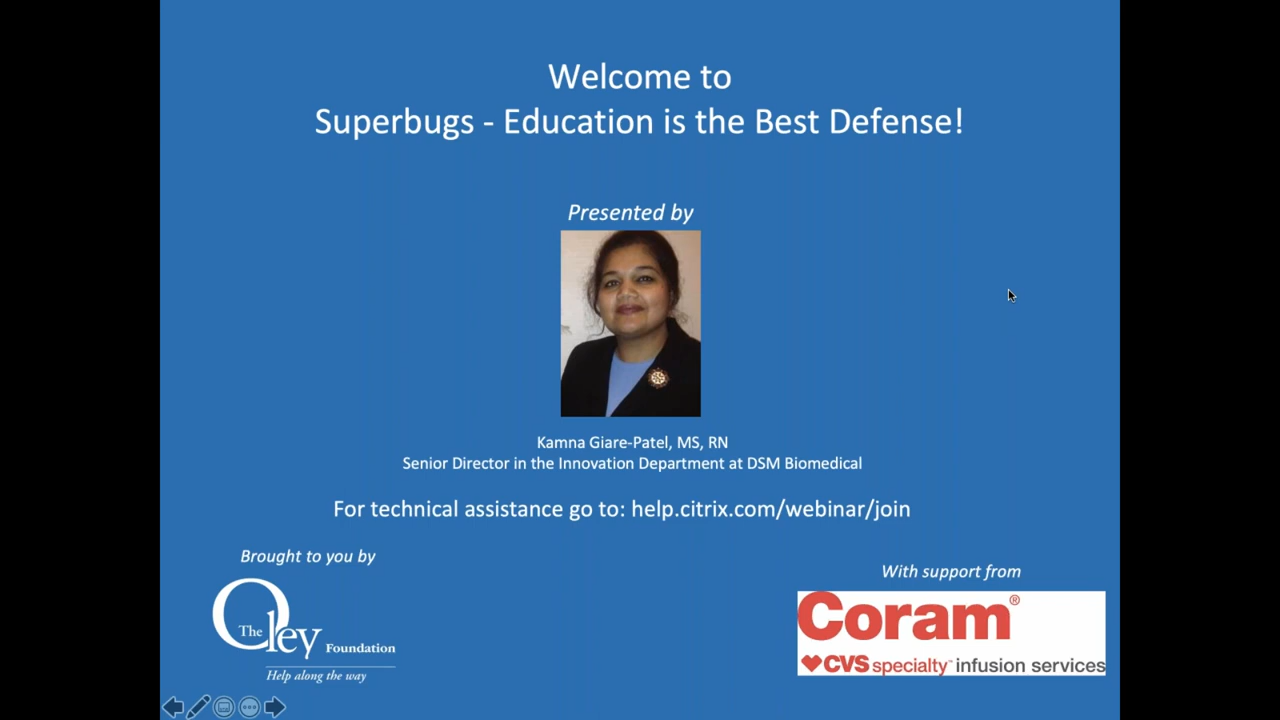 Welcome to
Superbugs - Education is the Best Defense!
Presented by
Kamna Giare-Patel, MS, RN
Senior Director in the Innovation Department at DSM Biomedical
For technical assistance go to: help.citrix.com/webinar/join
Brought to you by
The Oley Foundation
Help along the way
With support from
Coram®
CVS specialty™ infusion services